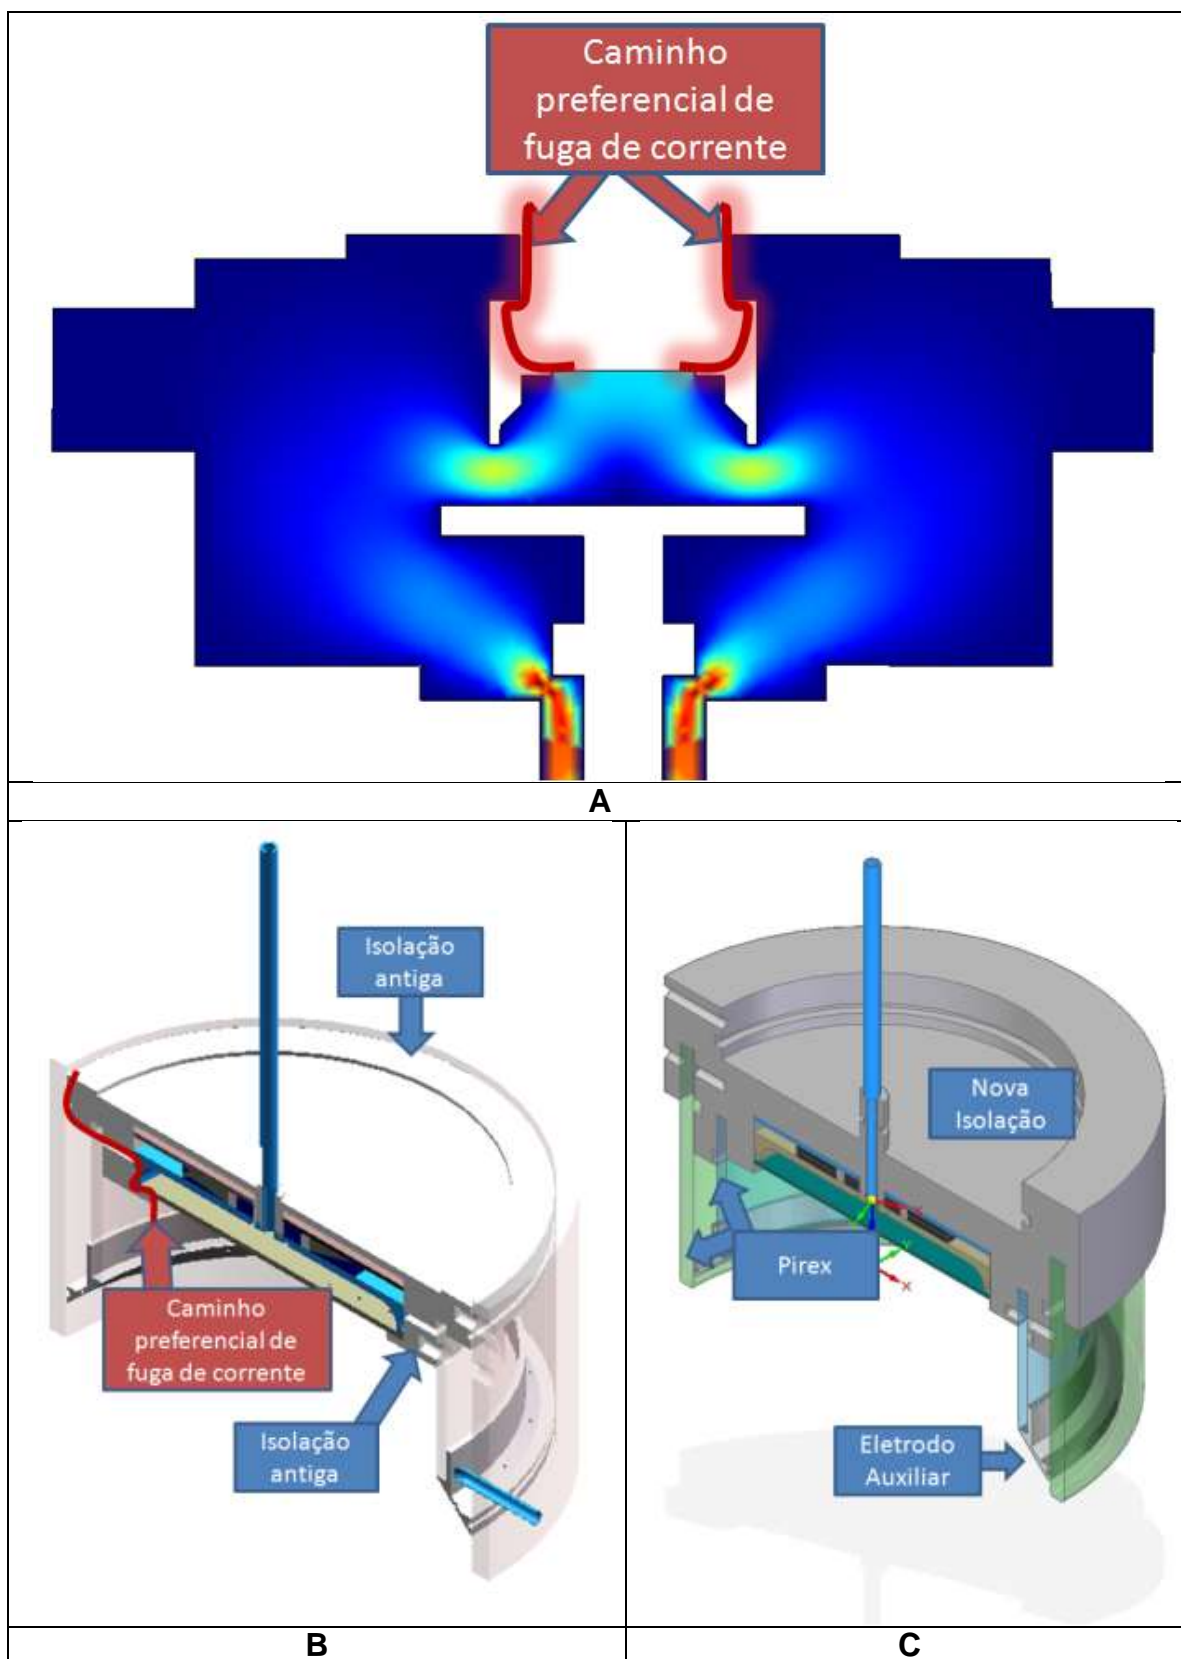 Caminho
preferencial de
fuga de corrente
A
Isolação
antiga
Caminho
preferencial de
fuga de corrente
Isolação
antiga
B
Nova
Isolação
Pirex
X
Eletrodo
Auxiliar
C